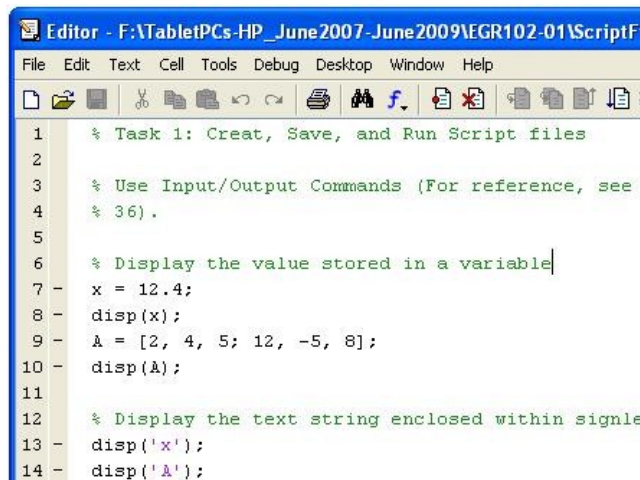 Editor - F:\TabletPCs-HP_June2007-June2009\EGR102-01\ScriptF
File Edit Text Cell Tools Debug Desktop Window Help
1 % Task 1: Creat, Save, and Run Script files
2
3 % Use Input/Output Commands (For reference, see
4 % 36).
5
6 % Display the value stored in a variable
7 - x = 12.4;
8 - disp(x);
9 - A = [2, 4, 5; 12, -5, 8];
10 - disp(A);
11
12 % Display the text string enclosed within signle
13 - disp('x');
14 - disp('A');